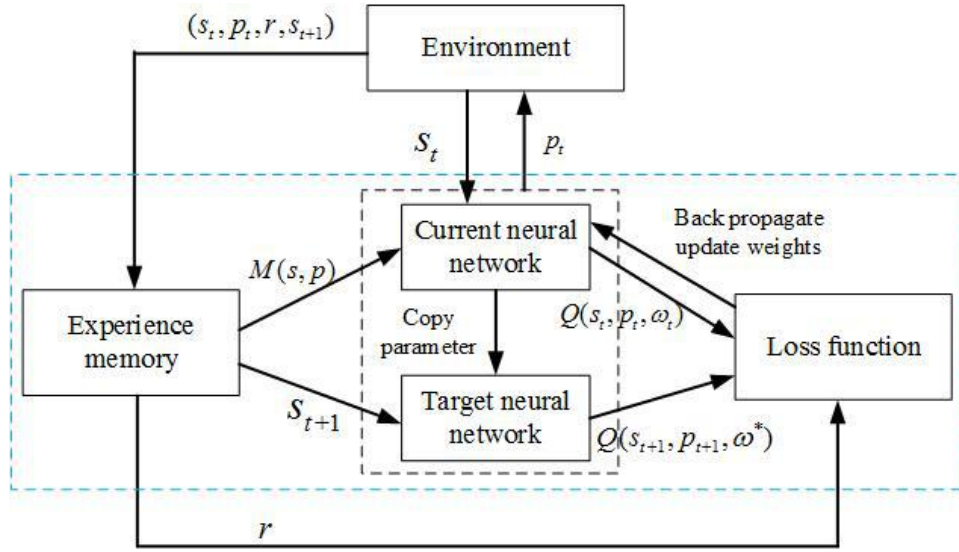 (s_t, p_t, r, s_{t+1})
Environment
s_t
p_t
Current neural
network
Back propagate
update weights
M(s, p)
Experience
memory
Copy
parameter
Q(s_t, p_t, ω_t)
Loss function
s_{t+1}
Target neural
network
Q(s_{t+1}, p_{t+1}, ω*)
r